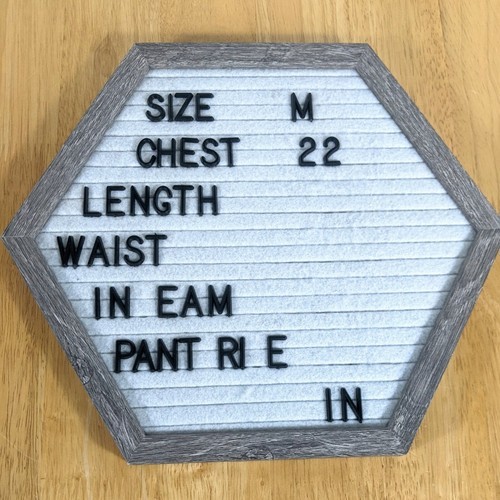 SIZE M
CHEST 22
LENGTH
WAIST
IN EAM
PANT RI E
IN